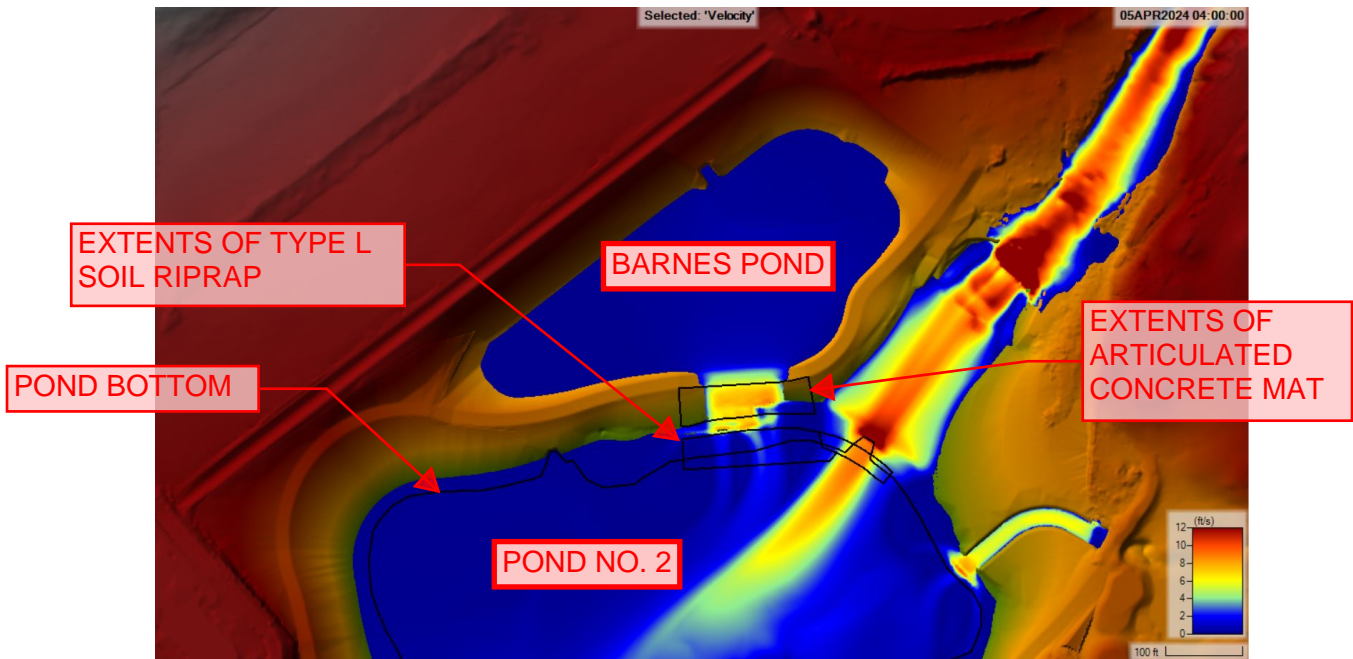 Selected: 'Velocity'
05APR2024 04:00:00
EXTENTS OF TYPE L
SOIL RIPRAP
BARNES POND
EXTENTS OF
ARTICULATED
CONCRETE MAT
POND BOTTOM
POND NO. 2
(ft/s)
12
10
8
6
4
2
0
100 ft